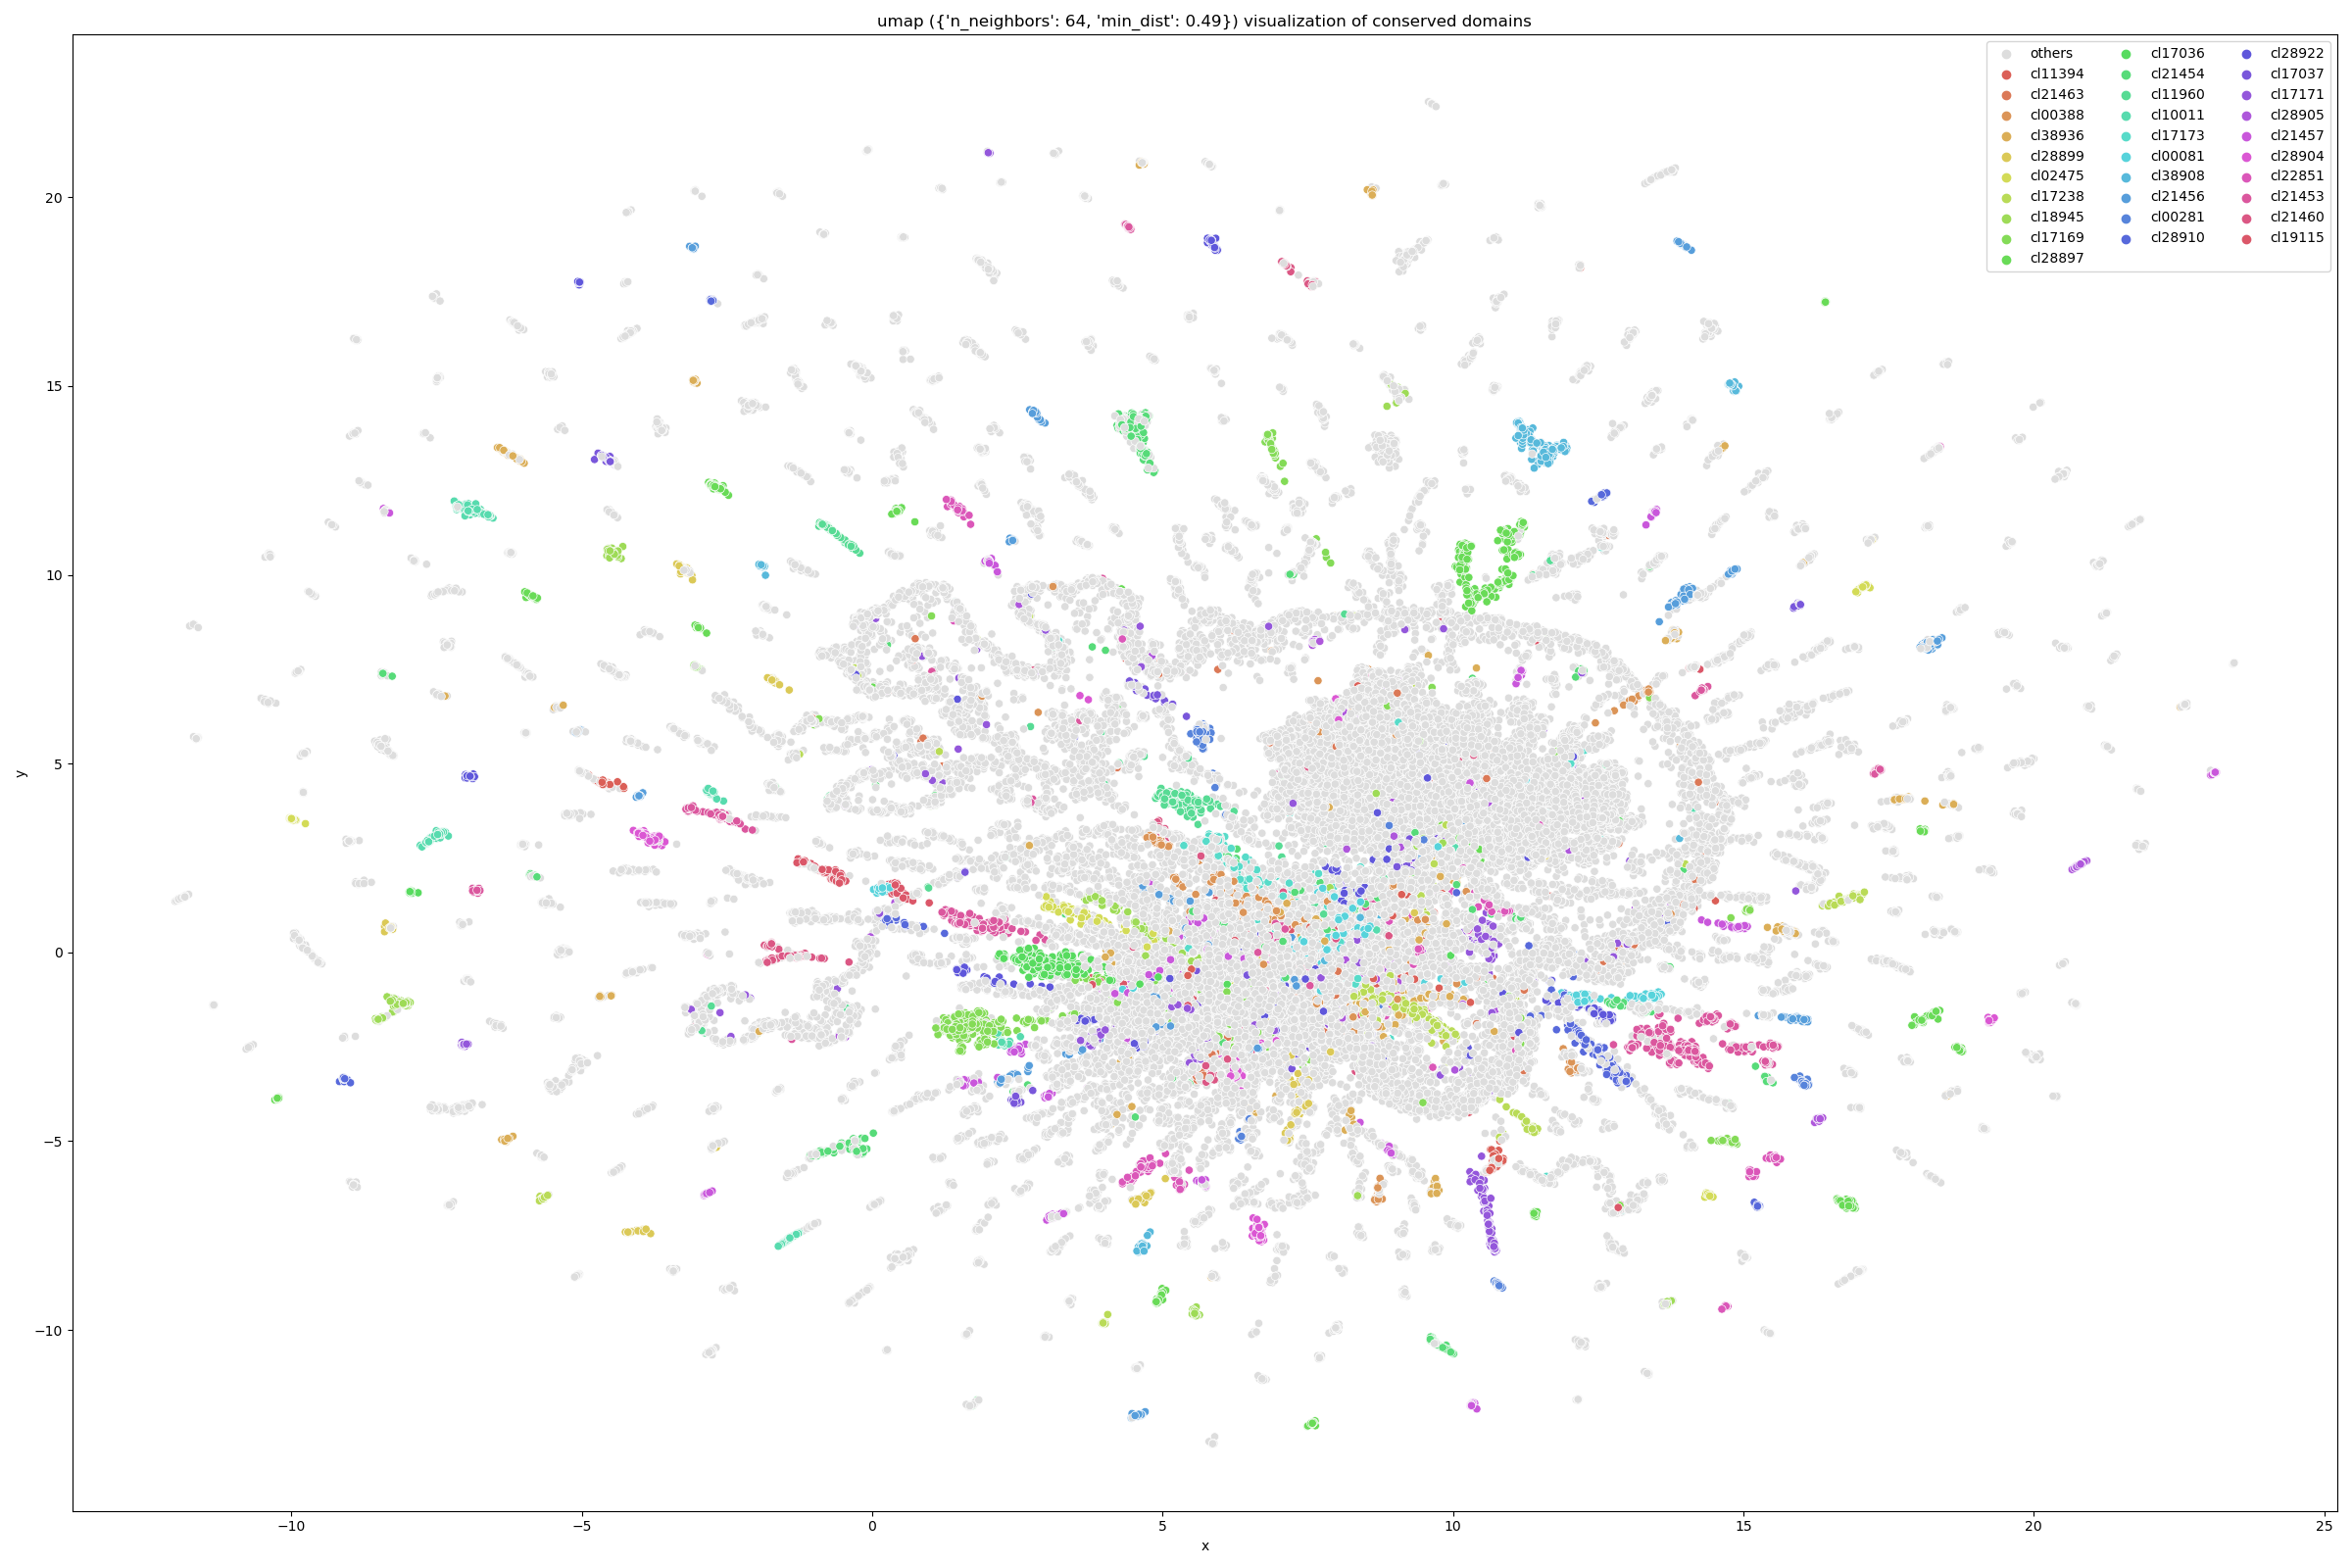 umap ({'n_neighbors': 64, 'min_dist': 0.49}) visualization of conserved domains
others
cl11394
cl21463
cl00388
cl38936
cl28899
cl02475
cl17238
cl18945
cl17169
cl28897
cl17036
cl21454
cl11960
cl10011
cl17173
cl00081
cl38908
cl21456
cl00281
cl28910
cl28922
cl17037
cl17171
cl28905
cl21457
cl28904
cl22851
cl21453
cl21460
cl19115
20
15
10
5
0
−5
−10
y
−10 −5 0 5 10 15 20 25
x